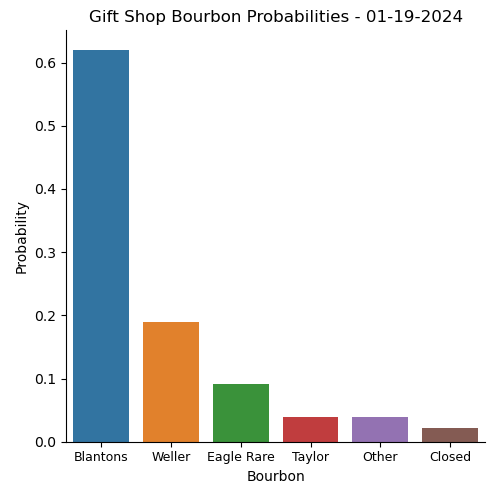 Gift Shop Bourbon Probabilities - 01-19-2024
0.6
0.5
0.4
0.3
0.2
0.1
0.0
Probability
Blantons Weller Eagle Rare Taylor Other Closed
Bourbon